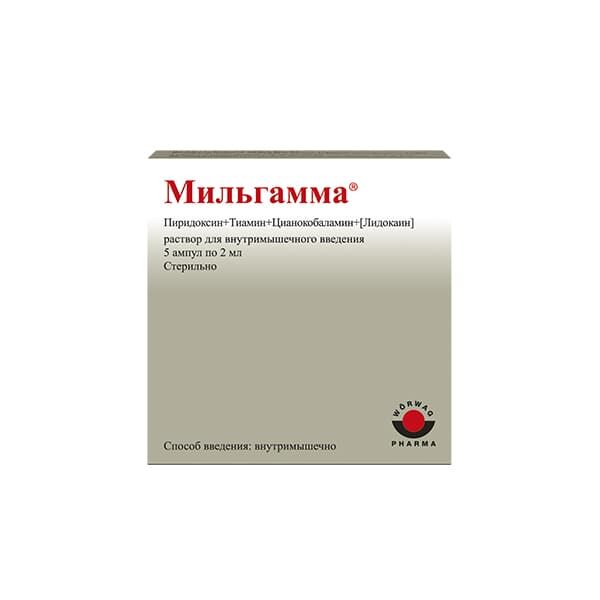 Мильгамма®
Пиридоксин+Тиамин+Цианокобаламин+[Лидокаин]
раствор для внутримышечного введения
5 ампул по 2 мл
Стерильно
WÖRWAG
PHARMA
Способ введения: внутримышечно